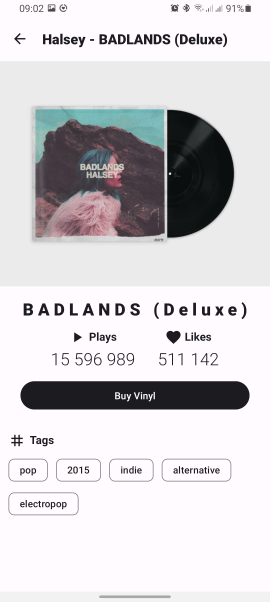 09:02
91%
Halsey - BADLANDS (Deluxe)
BADLANDS
HALSEY
BADLANDS (Deluxe)
Plays
Likes
15 596 989
511 142
Buy Vinyl
Tags
pop
2015
indie
alternative
electropop